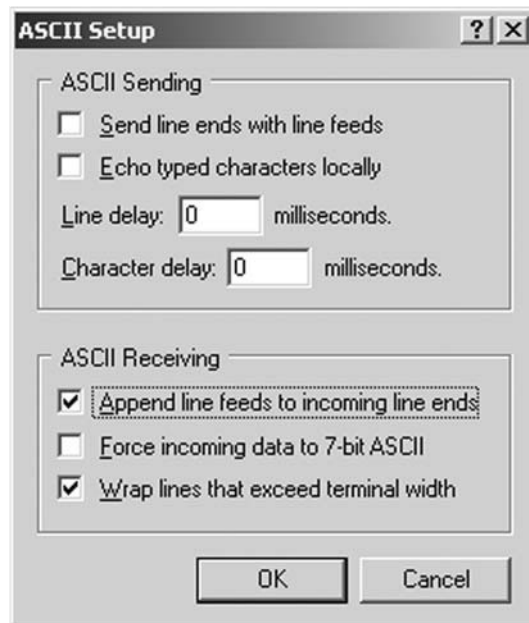 ASCII Setup
ASCII Sending
Send line ends with line feeds
Echo typed characters locally
Line delay: 0 milliseconds.
Character delay: 0 milliseconds.
ASCII Receiving
Append line feeds to incoming line ends
Force incoming data to 7-bit ASCII
Wrap lines that exceed terminal width
OK Cancel